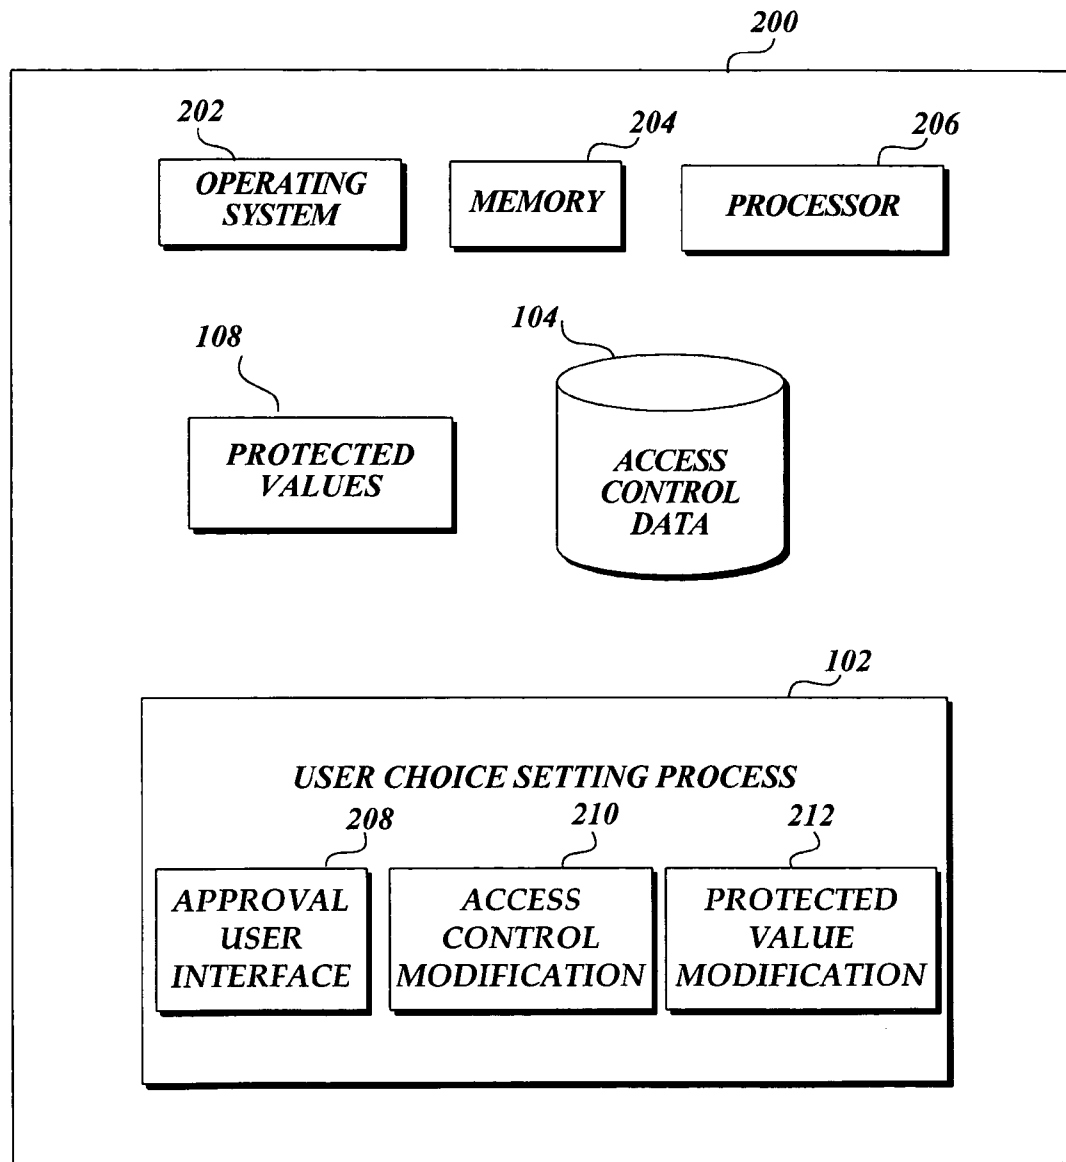 200
202
204
206
OPERATING
SYSTEM
MEMORY
PROCESSOR
108
104
PROTECTED
VALUES
ACCESS
CONTROL
DATA
102
USER CHOICE SETTING PROCESS
208
210
212
APPROVAL
USER
INTERFACE
ACCESS
CONTROL
MODIFICATION
PROTECTED
VALUE
MODIFICATION